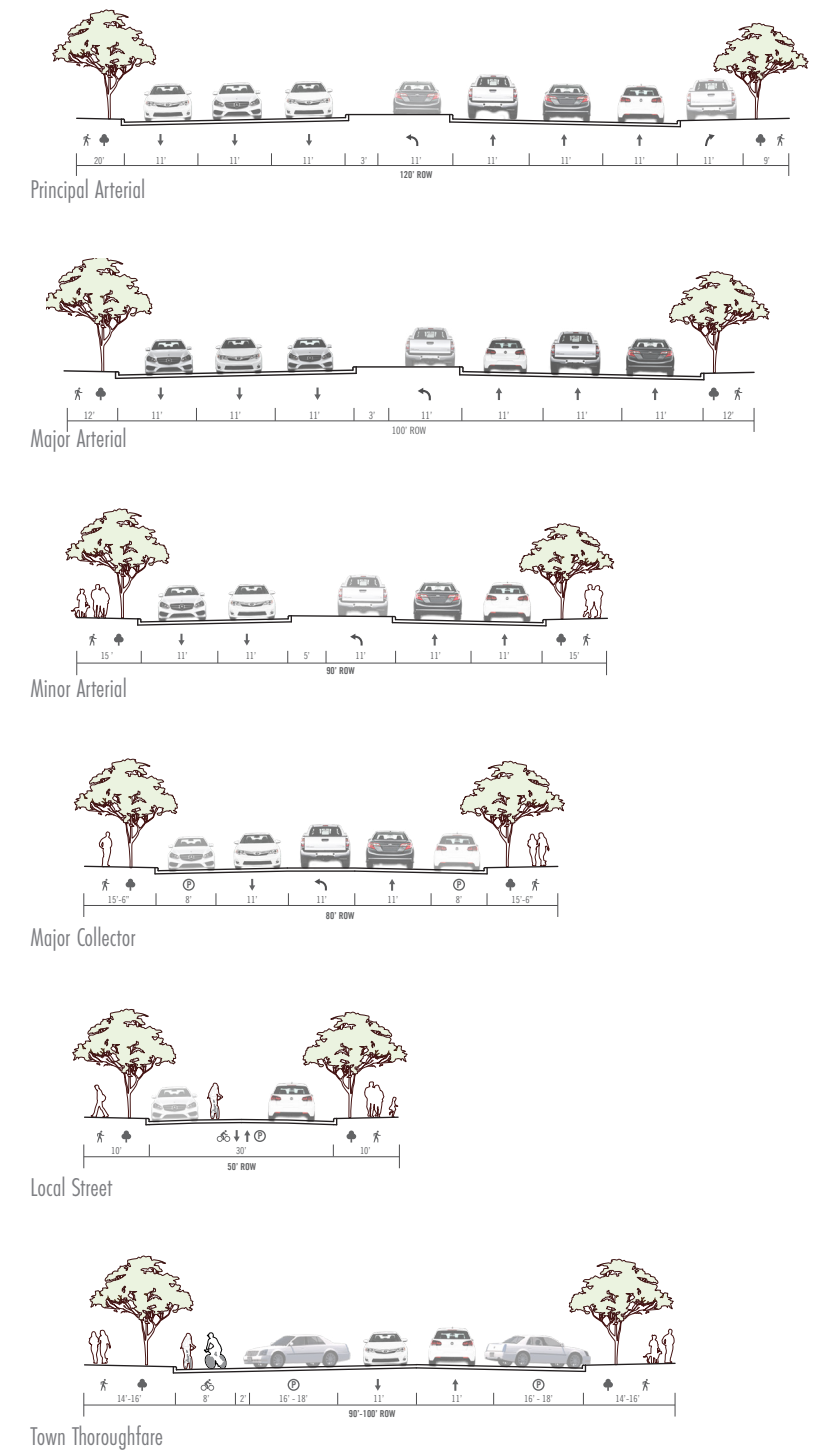 20' 11' 11' 11' 3' 11' 11' 11' 11' 11' 9'
120' ROW
Principal Arterial
12' 11' 11' 11' 3' 11' 11' 11' 11' 12'
100' ROW
Major Arterial
15 ' 11' 11' 5' 11' 11' 11' 15'
90' ROW
Minor Arterial
P P
15'-6" 8' 11' 11' 11' 8' 15'-6"
80' ROW
Major Collector
P
10' 30' 10'
50' ROW
Local Street
P P
14'-16' 8' 2' 16' - 18' 11' 11' 16' - 18' 14'-16'
90'-100' ROW
Town Thoroughfare